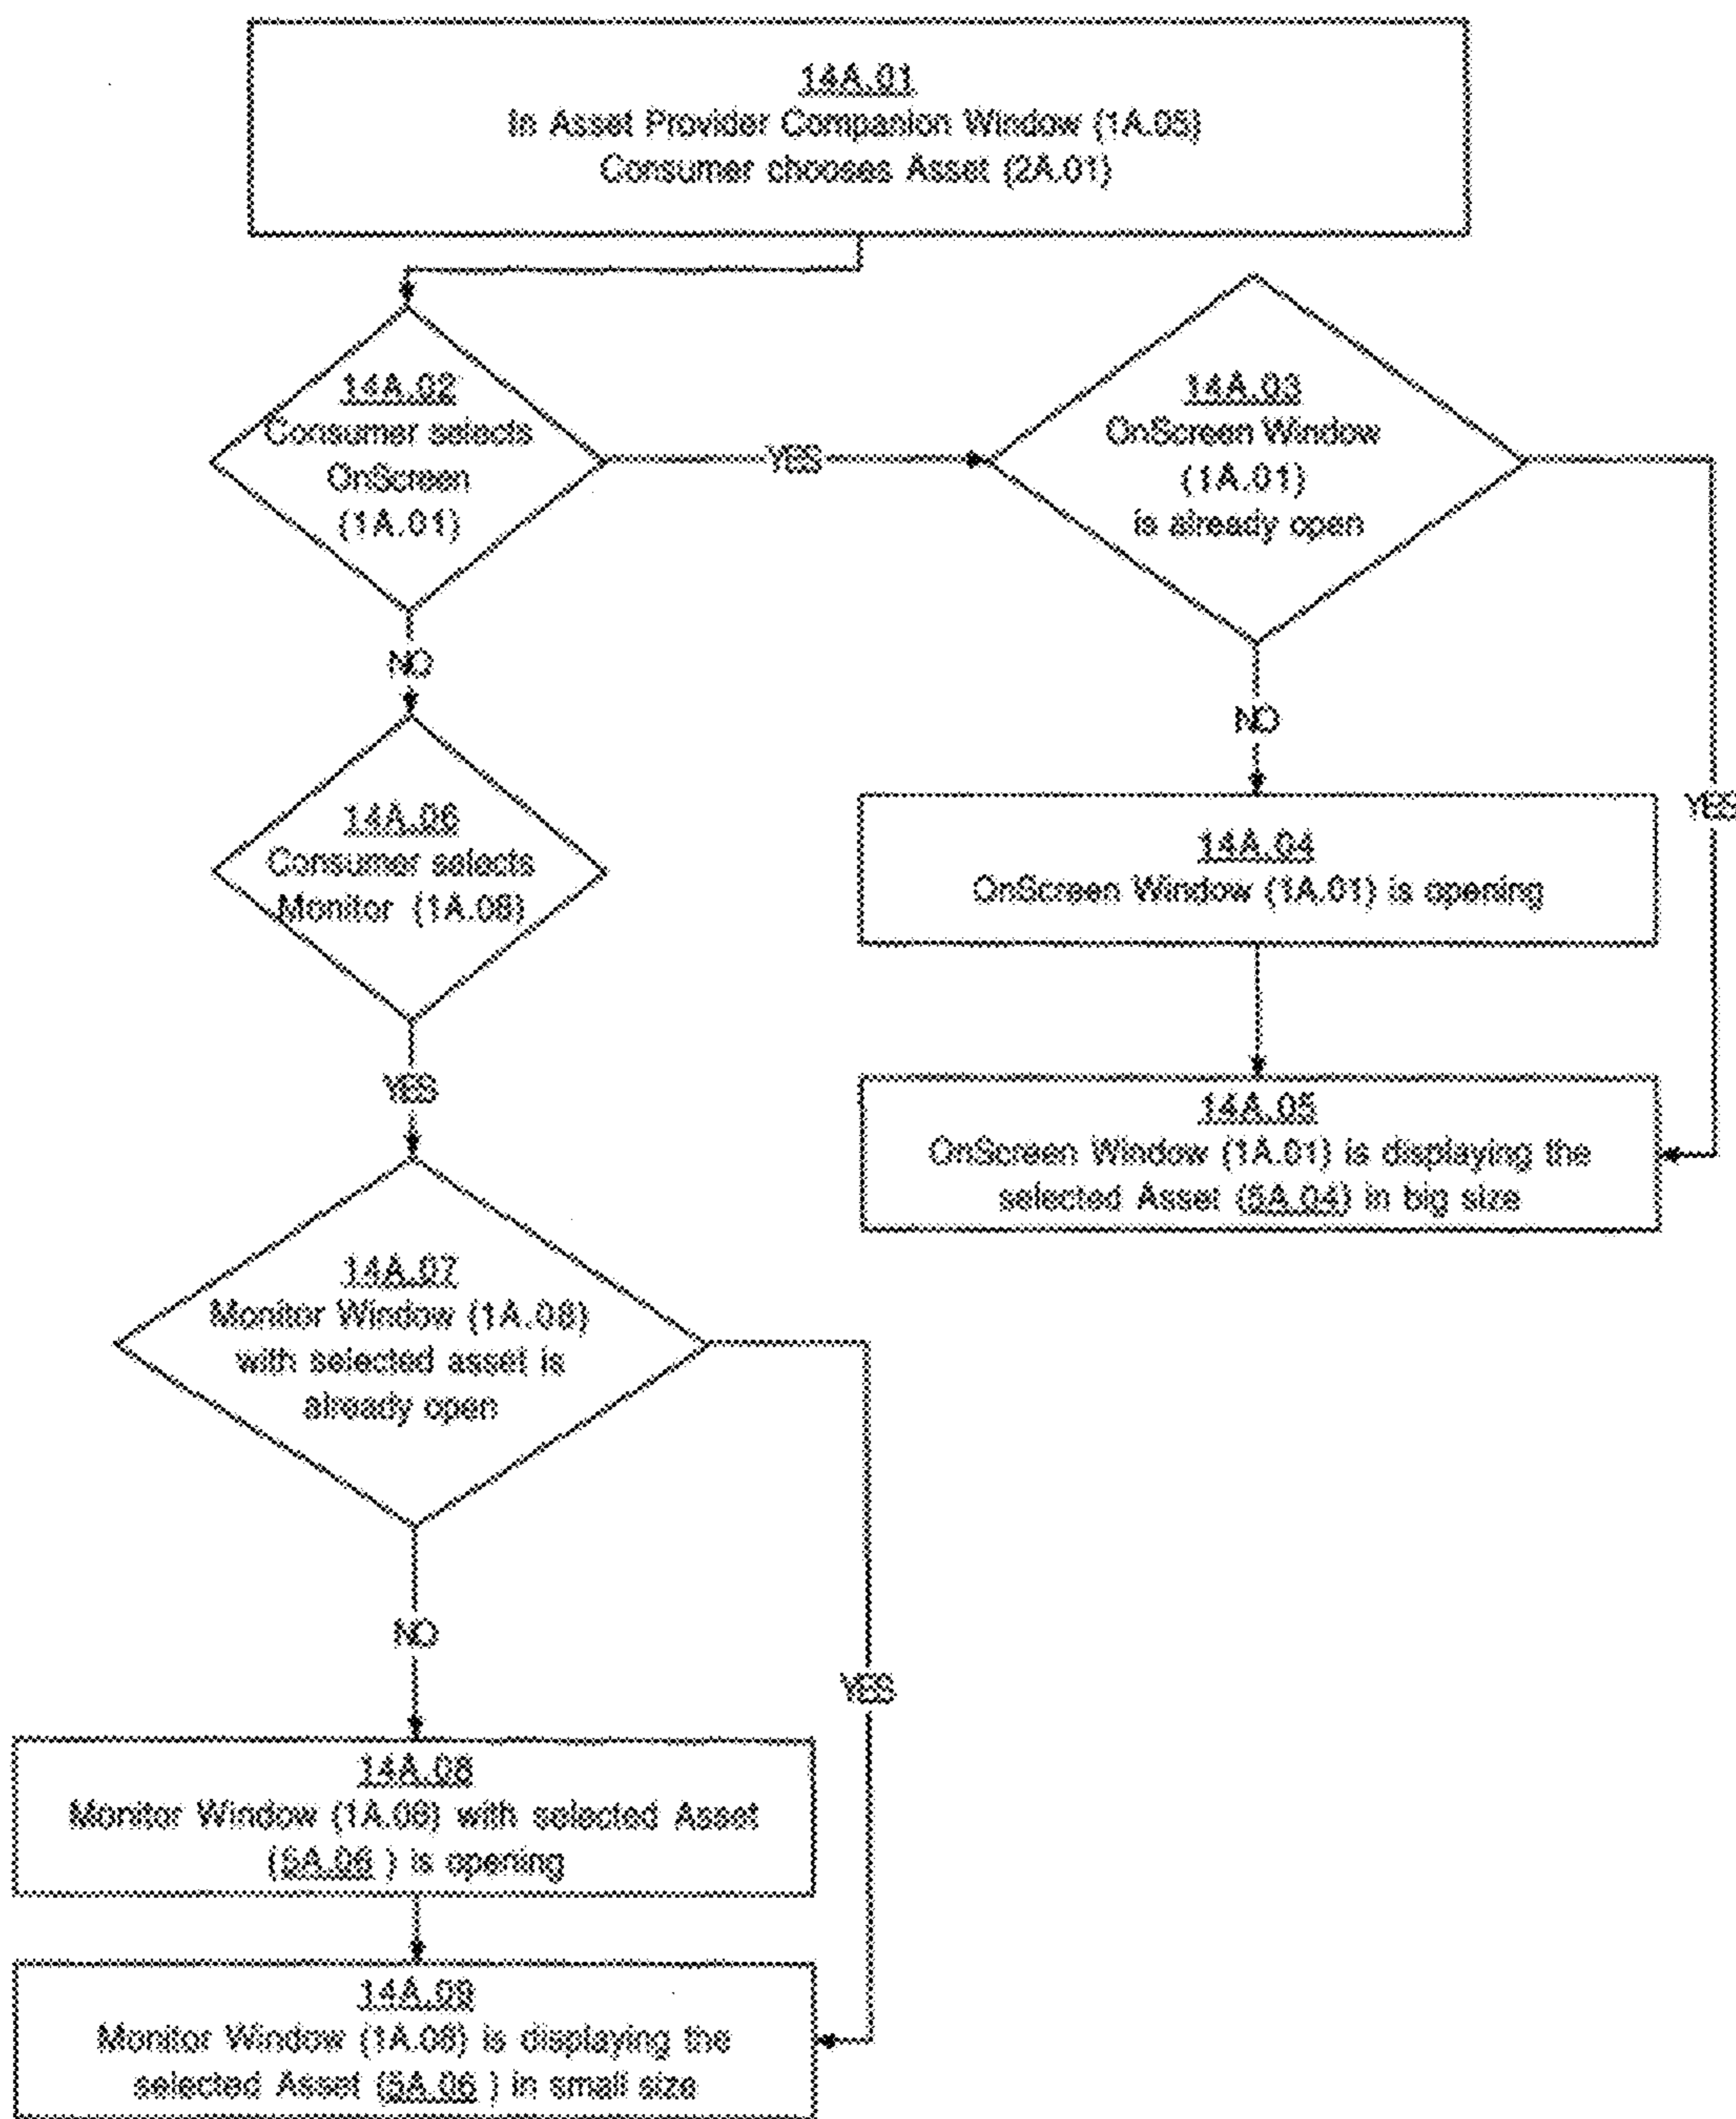 14A.01
In Asset Provider Companion Window (1A.05)
Consumer chooses Asset (2A.01)
14A.02
Consumer selects
OnScreen
(1A.01)
YES
14A.03
OnScreen Window
(1A.01)
is already open
NO
NO
YES
14A.04
OnScreen Window (1A.01) is opening
14A.06
Consumer selects
Monitor (1A.08)
YES
14A.05
OnScreen Window (1A.01) is displaying the
selected Asset (5A.04) in big size
14A.07
Monitor Window (1A.08)
with selected asset is
already open
NO
YES
14A.08
Monitor Window (1A.08) with selected Asset
(5A.06 ) is opening
14A.09
Monitor Window (1A.08) is displaying the
selected Asset (5A.06 ) in small size